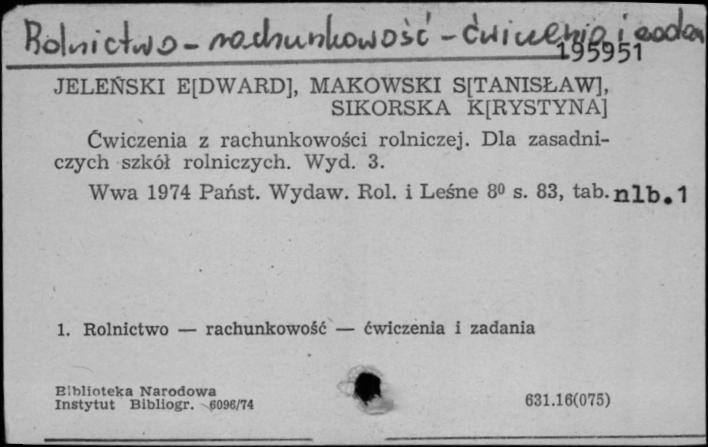 Rolnictwo - rachunkowość - ćwiczenia i zadan
195951
JELEŃSKI E[DWARD], MAKOWSKI S[TANISŁAW],
SIKORSKA K[RYSTYNA]
Ćwiczenia z rachunkowości rolniczej. Dla zasadni-
czych szkół rolniczych. Wyd. 3.
Wwa 1974 Państ. Wydaw. Rol. i Leśne 8⁰ s. 83, tab. nlb. 1
1. Rolnictwo — rachunkowość — ćwiczenia i zadania
Biblioteka Narodowa
Instytut Bibliogr. 6096/74
631.16(075)